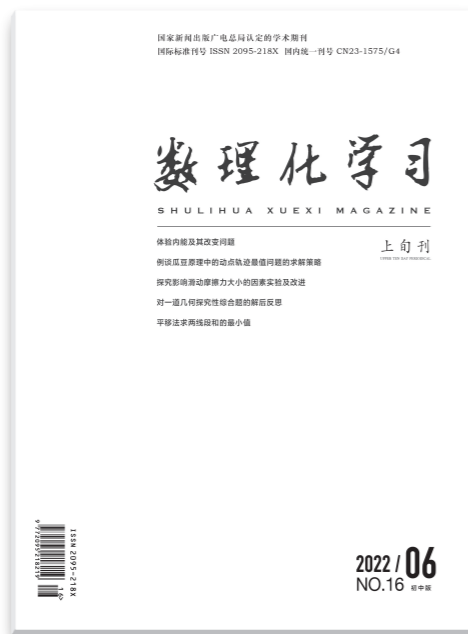 国家新闻出版广电总局认定的学术期刊
国际标准刊号 ISSN 2095-218X 国内统一刊号 CN23-1575/G4
数理化学习
SHULIHUA XUEXI MAGAZINE
上旬刊
体验内能及其改变问题
例谈瓜豆原理中的动点轨迹最值问题的求解策略
探究影响滑动摩擦力大小的因素实验及改进
对一道几何探究性综合题的解后反思
平移法求两线段和的最小值
ISSN 2095-218X
16>
2022 / 06
NO.16 初中版